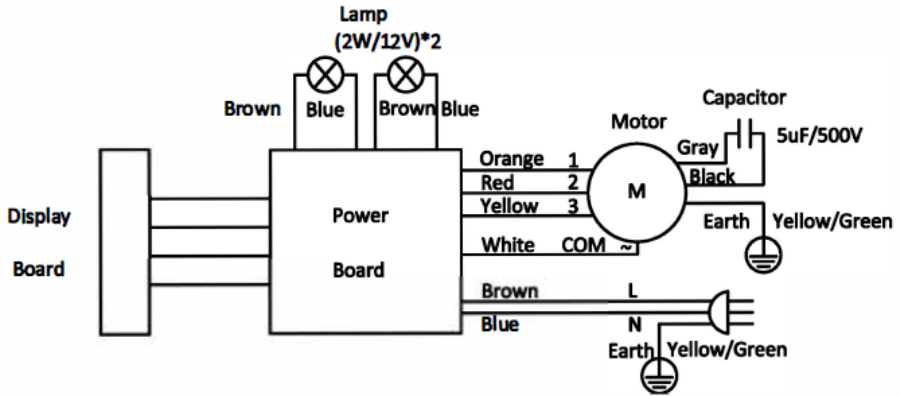 Lamp
(2W/12V)*2
Brown Blue Brown Blue
Capacitor
5uF/500V
Motor
Gray
Black
M
Orange 1
Red 2
Yellow 3
White COM ~
Earth Yellow/Green
Display
Board
Power
Board
Brown L
Blue N
Earth Yellow/Green